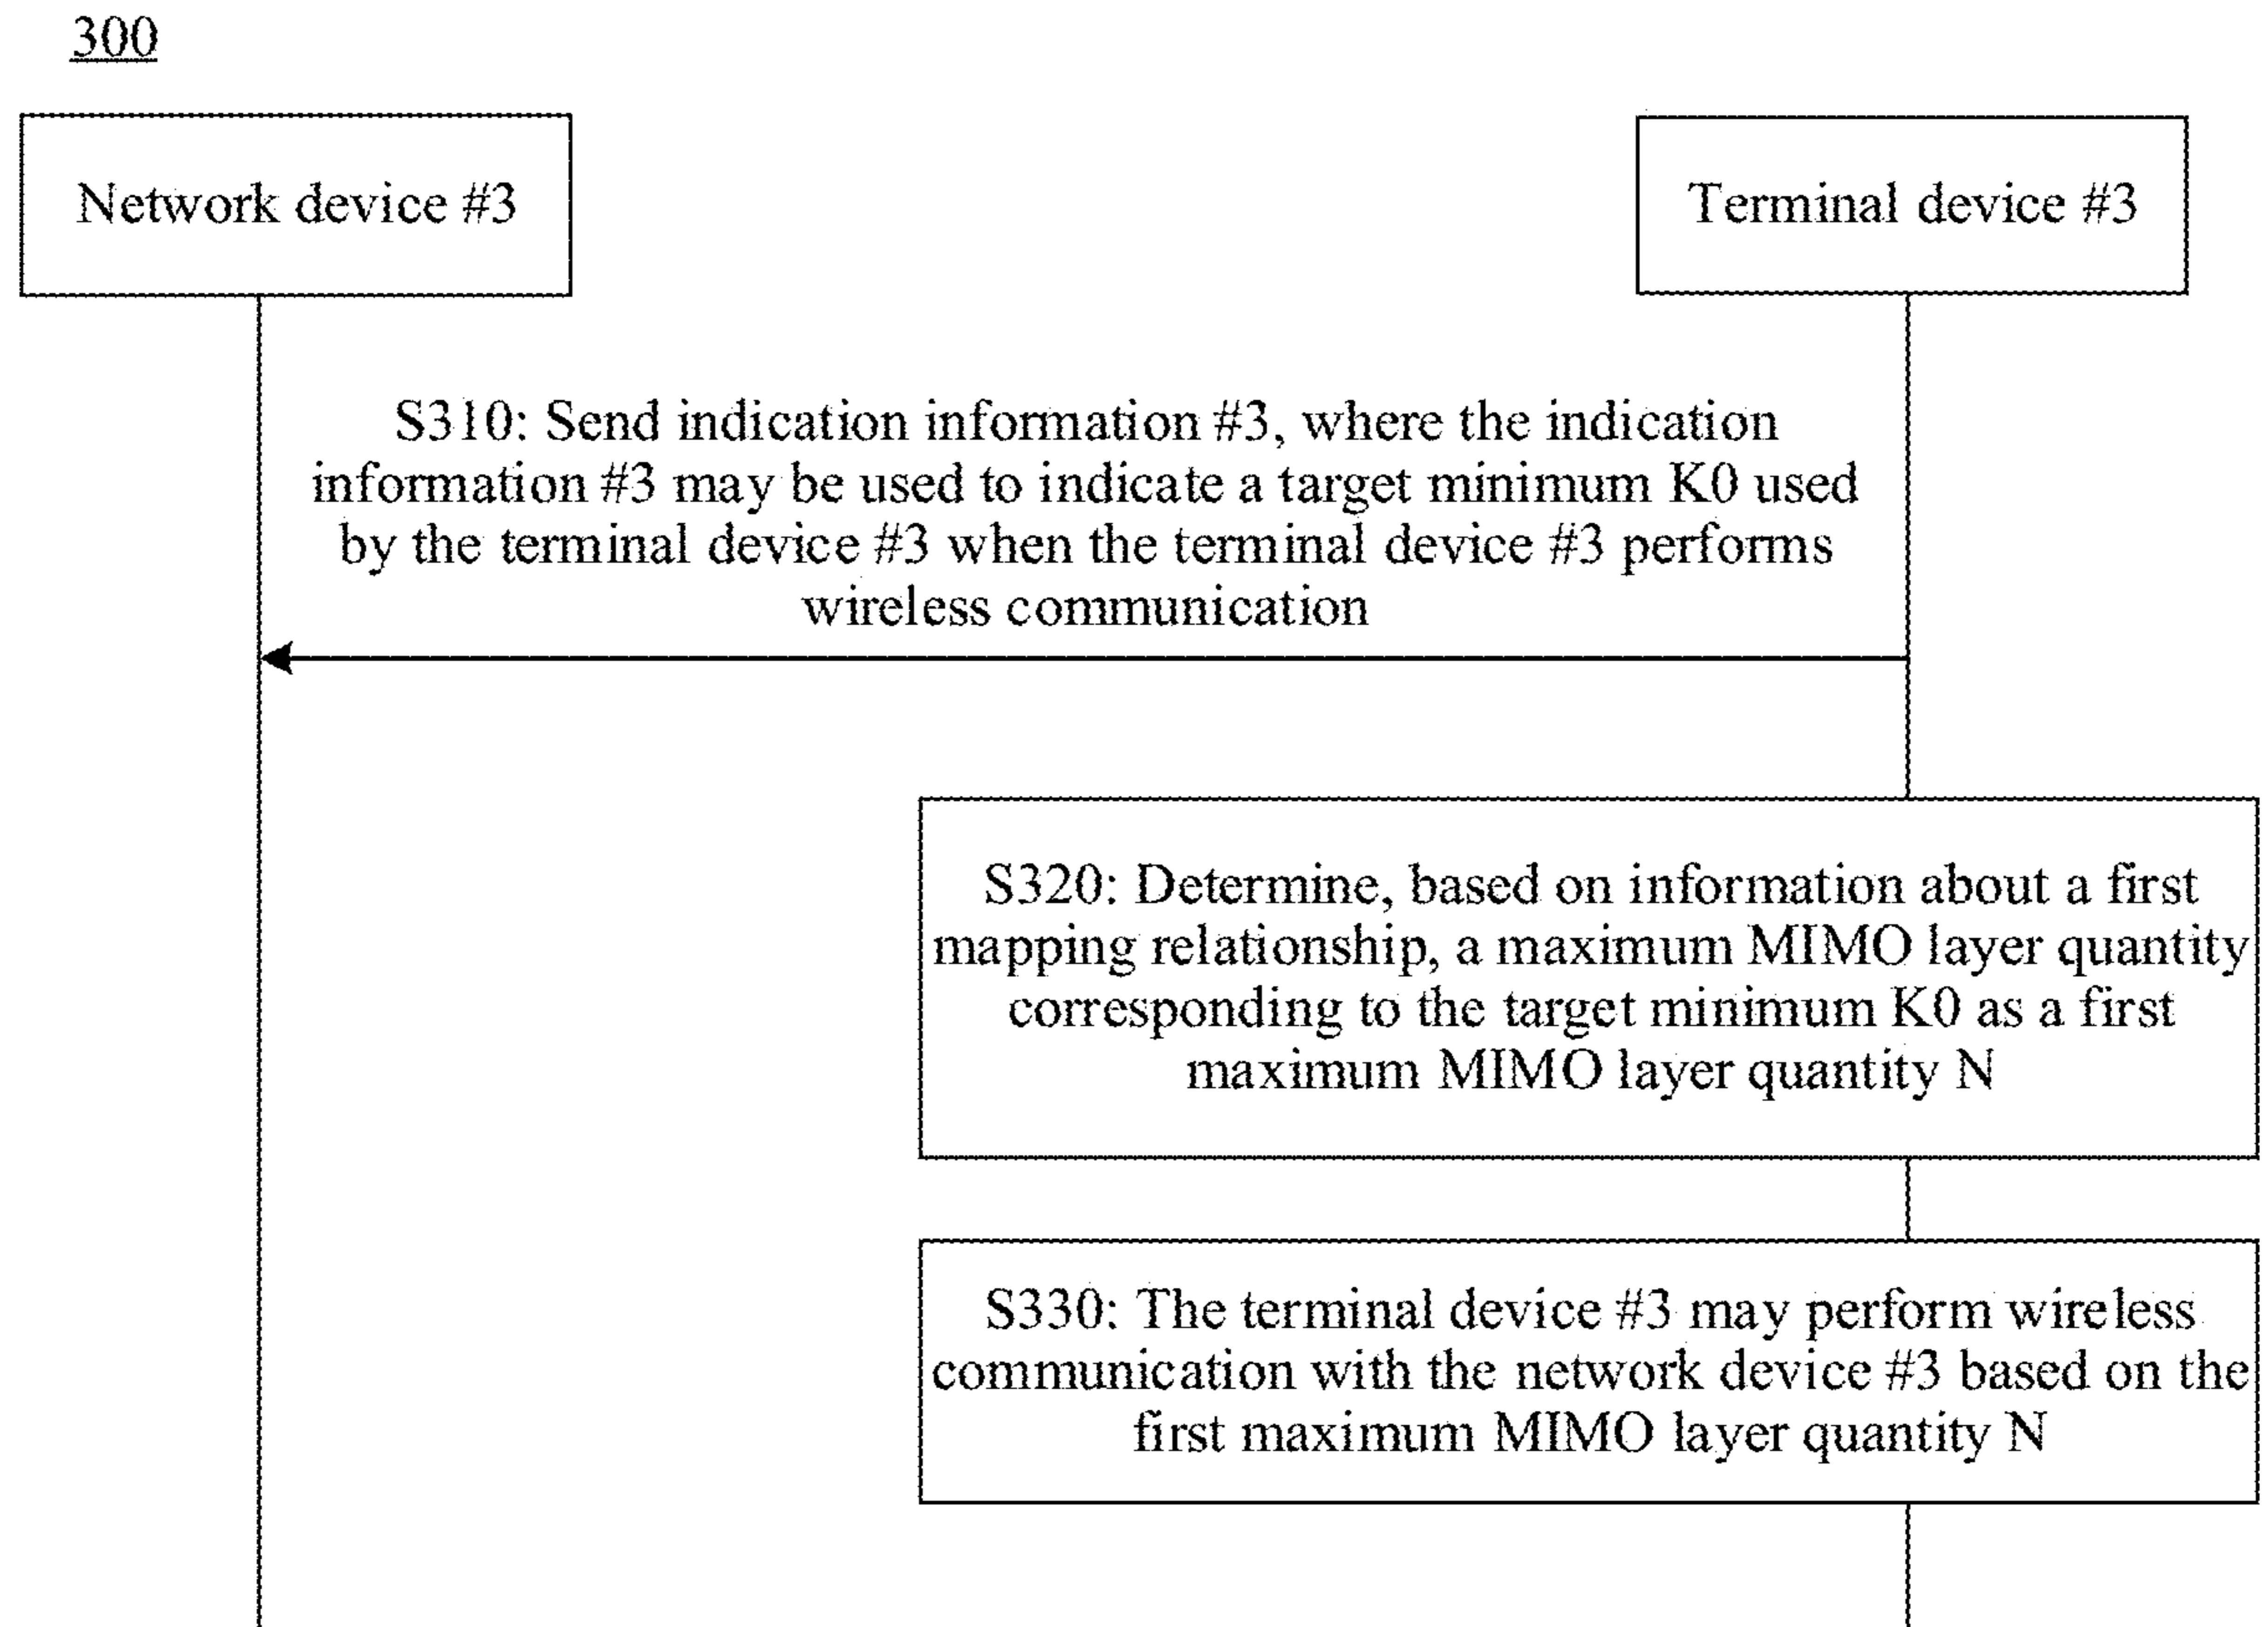 300
Network device #3
Terminal device #3
S310: Send indication information #3, where the indication
information #3 may be used to indicate a target minimum K0 used
by the terminal device #3 when the terminal device #3 performs
wireless communication
S320: Determine, based on information about a first
mapping relationship, a maximum MIMO layer quantity
corresponding to the target minimum K0 as a first
maximum MIMO layer quantity N
S330: The terminal device #3 may perform wireless
communication with the network device #3 based on the
first maximum MIMO layer quantity N